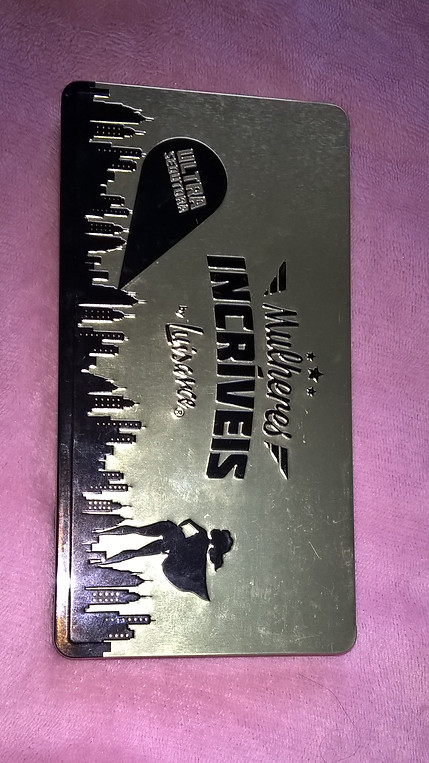 Mulheres
INCRÍVEIS
by Luisance®
ULTRA